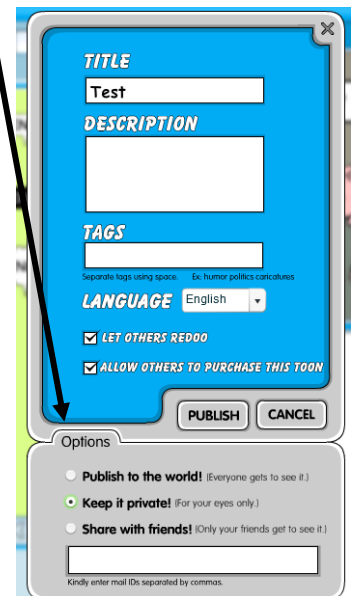 TITLE
Test
DESCRIPTION
TAGS
Separate tags using space. Ex: humor politics caricatures
LANGUAGE English
LET OTHERS REDOO
ALLOW OTHERS TO PURCHASE THIS TOON
PUBLISH CANCEL
Options
Publish to the world! (Everyone gets to see it.)
Keep it private! (For your eyes only.)
Share with friends! (Only your friends get to see it.)
Kindly enter mail IDs separated by commas.